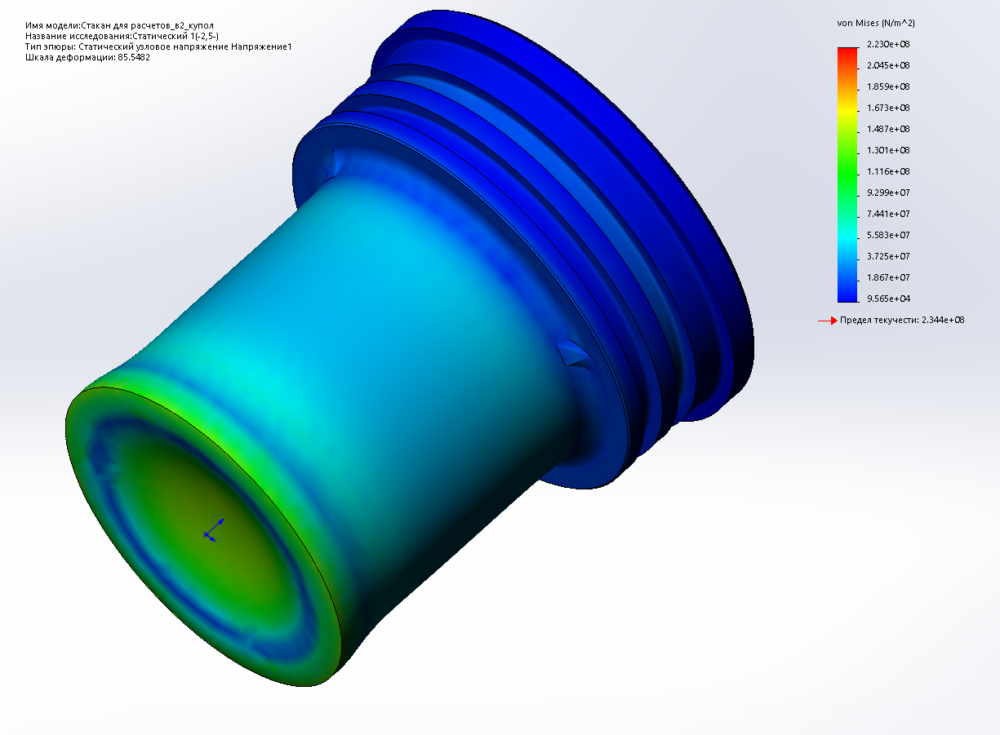 Имя модели:Стакан для расчетов_в2_купол
Название исследования:Статический 1(-2,5-)
Тип эпюры: Статический узловое напряжение Напряжение1
Шкала деформации: 85.5482
von Mises (N/m^2)
2.230e+08
2.045e+08
1.859e+08
1.673e+08
1.487e+08
1.301e+08
1.116e+08
9.299e+07
7.441e+07
5.583e+07
3.725e+07
1.867e+07
9.565e+04
Предел текучести: 2.344e+08